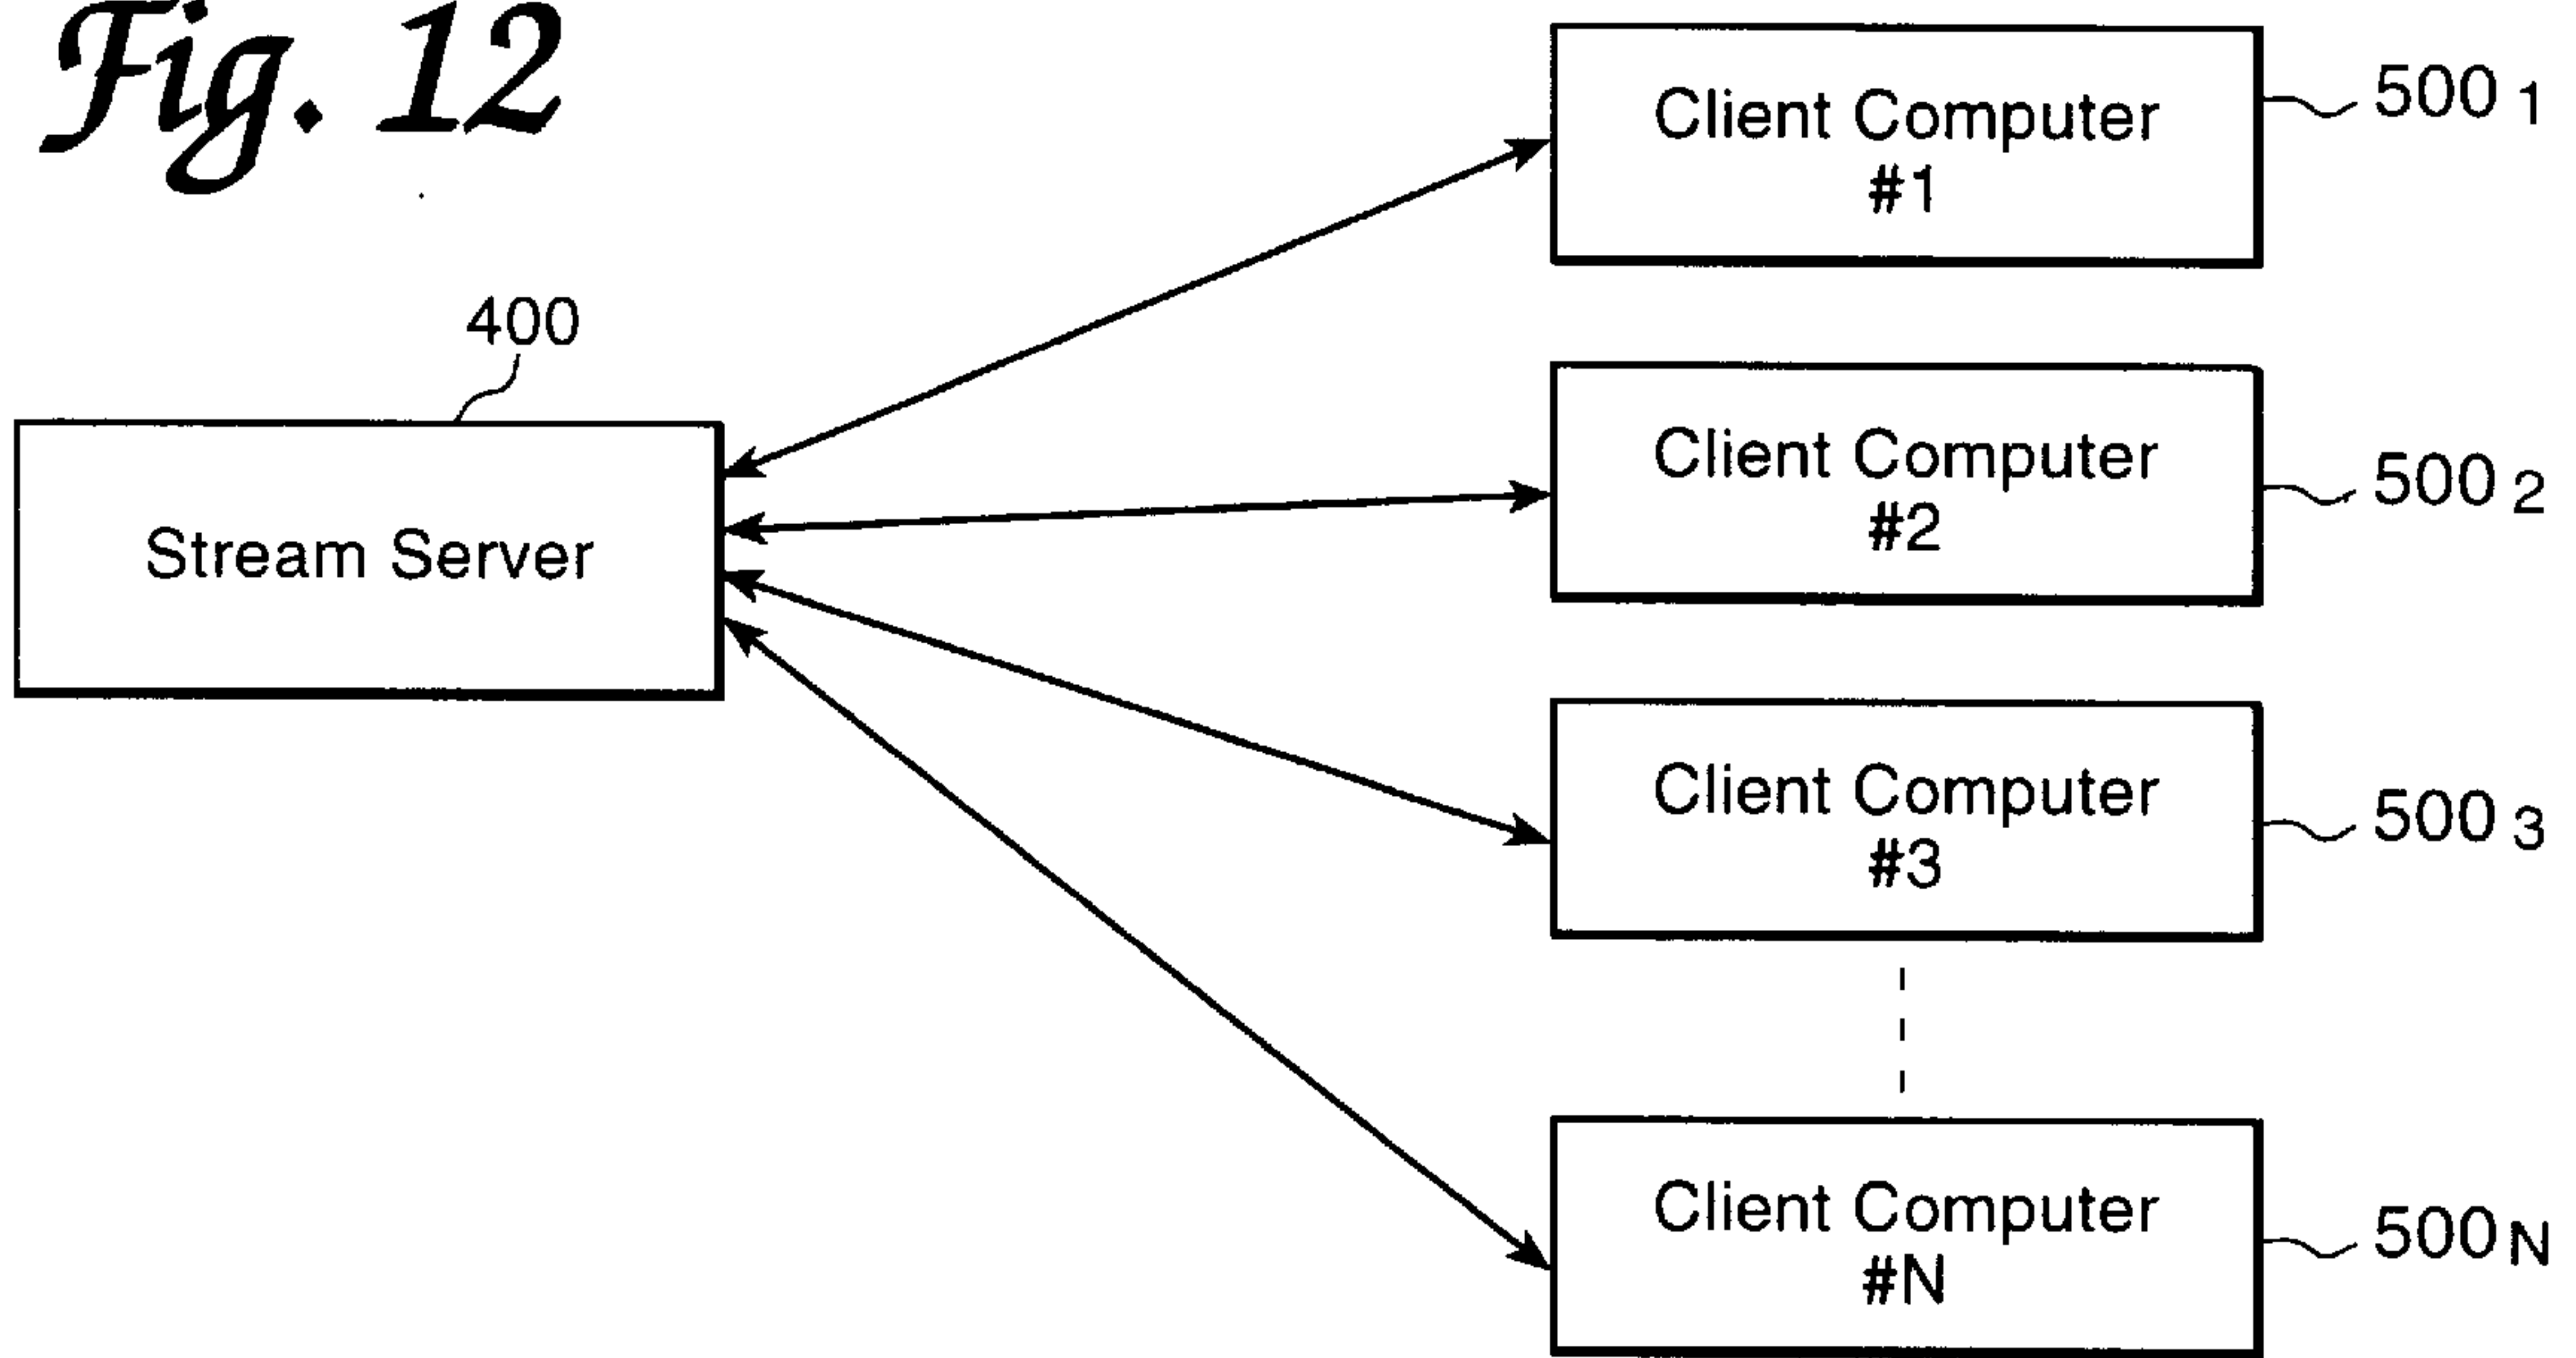 Fig. 12
Client Computer
#1
500 1
400
Client Computer
#2
500 2
Stream Server
Client Computer
#3
500 3
Client Computer
#N
500 N